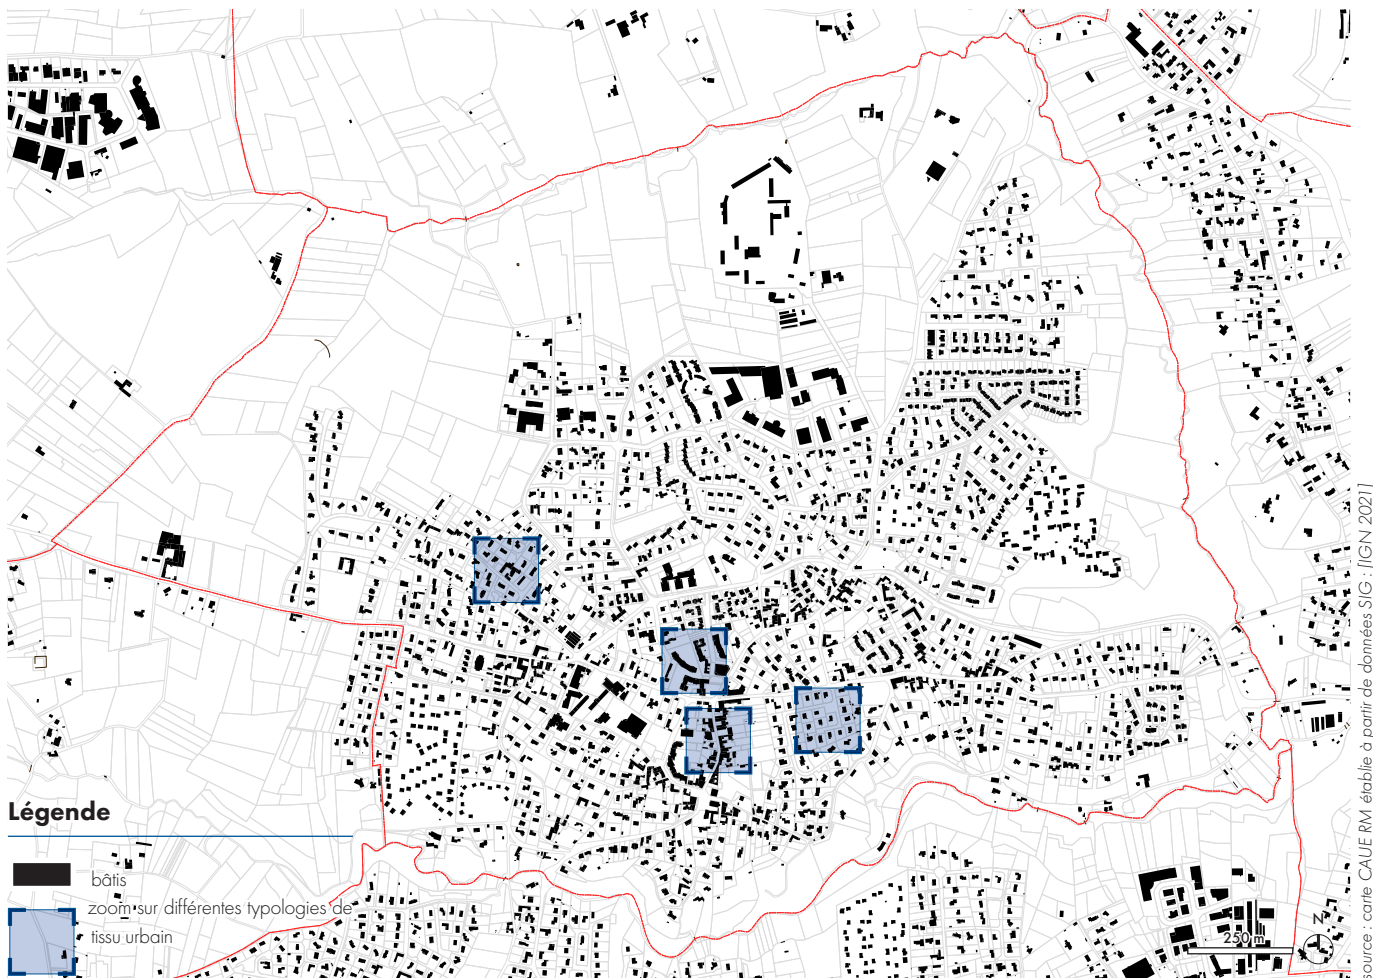 Légende
bâtis
zoom sur différentes typologies de
tissu urbain
250 m
N
source : carte CAUE RM établie à partir de données SIG : [IGN 2021]